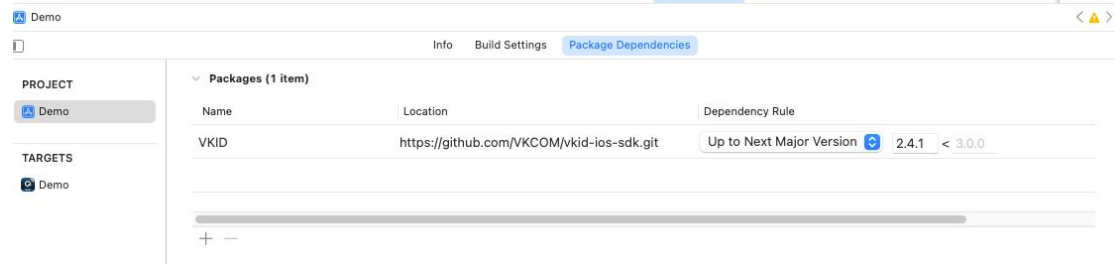 Demo
Info Build Settings Package Dependencies
PROJECT
Demo
TARGETS
Demo
Packages (1 item)
Name Location Dependency Rule
VKID https://github.com/VKCOM/vkid-ios-sdk.git Up to Next Major Version 2.4.1 < 3.0.0